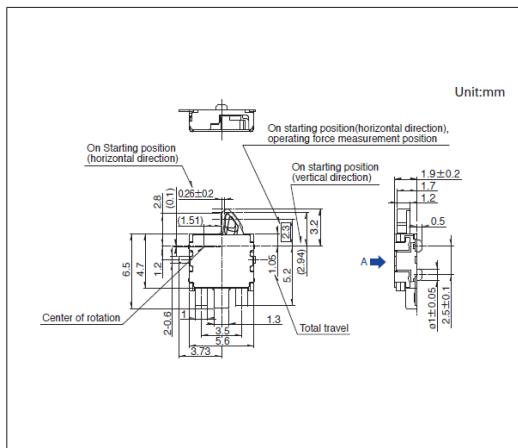 Unit:mm
On starting position(horizontal direction),
operating force measurement position
On Starting position
(horizontal direction)
On starting position
(vertical direction)
0.26±0.2
(1.51)
2.8
(0.1)
1.2
6.5
4.7
2-0.6
1
3.73
3.5
5.6
1.3
2.3
3.2
(2.94)
1.05
5.2
Center of rotation
Total travel
1.9±0.2
1.7
1.2
0.5
A
ø1±0.05
2.5±0.1